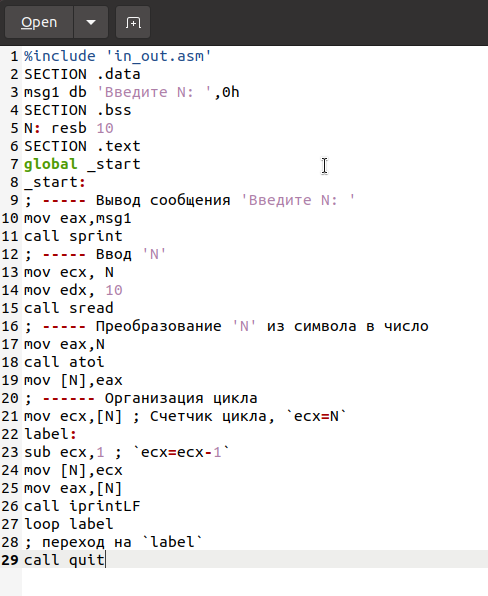 Open
1 %include 'in_out.asm'
2 SECTION .data
3 msg1 db 'Введите N: ',0h
4 SECTION .bss
5 N: resb 10
6 SECTION .text
7 global _start
8 _start:
9 ; ----- Вывод сообщения 'Введите N: '
10 mov eax,msg1
11 call sprint
12 ; ----- Ввод 'N'
13 mov ecx, N
14 mov edx, 10
15 call sread
16 ; ----- Преобразование 'N' из символа в число
17 mov eax,N
18 call atoi
19 mov [N],eax
20 ; ------ Организация цикла
21 mov ecx,[N] ; Счетчик цикла, `ecx=N`
22 label:
23 sub ecx,1 ; `ecx=ecx-1`
24 mov [N],ecx
25 mov eax,[N]
26 call iprintLF
27 loop label
28 ; переход на `label`
29 call quit